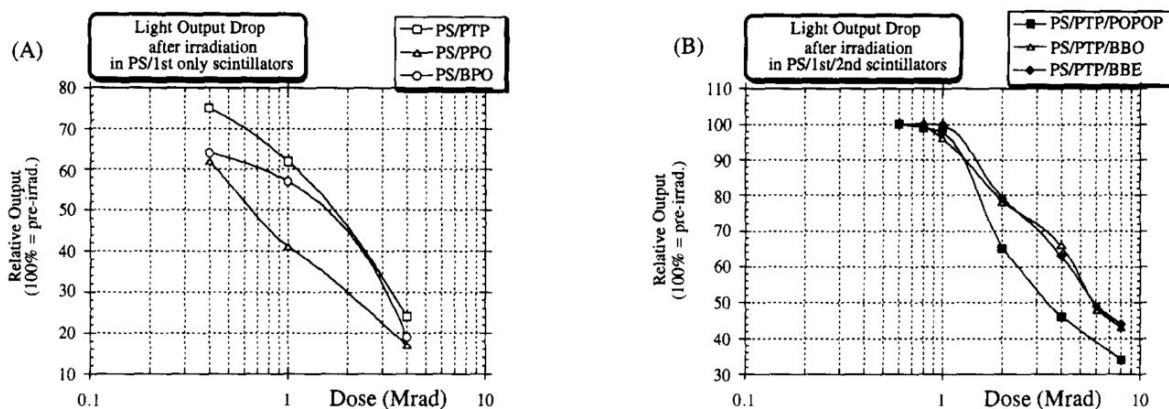 (A)
Light Output Drop
after irradiation
in PS/1st only scintillators
PS/PTP
PS/PPO
PS/BPO
Relative Output
(100% = pre-irrad.)
80
70
60
50
40
30
20
10
0.1
1
Dose (Mrad)
10
(B)
Light Output Drop
after irradiation
in PS/1st/2nd scintillators
PS/PTP/POPOP
PS/PTP/BBO
PS/PTP/BBE
Relative Output
(100% = pre-irrad.)
110
100
90
80
70
60
50
40
30
0.1
1
Dose (Mrad)
10